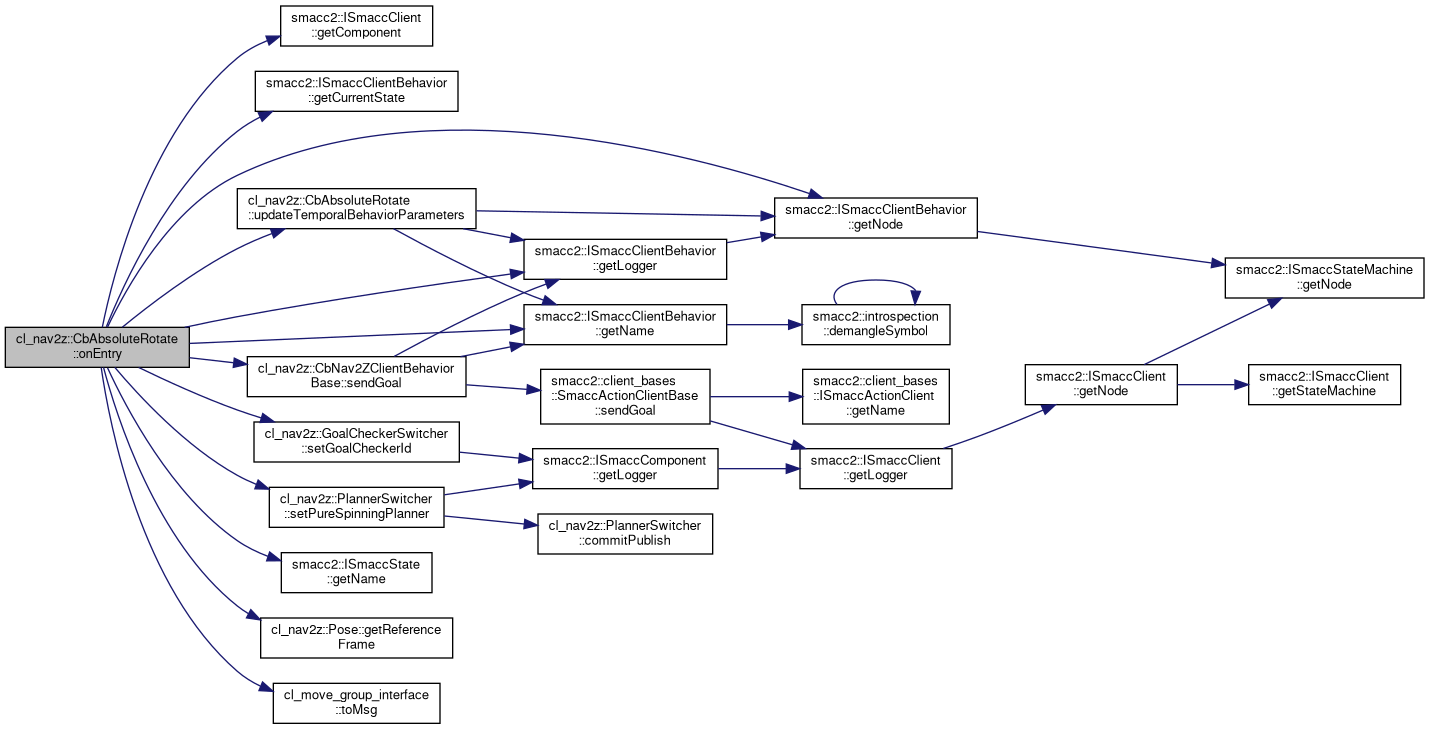 smacc2::ISmaccClient
::getComponent
smacc2::ISmaccClientBehavior
::getCurrentState
cl_nav2z::CbAbsoluteRotate
::updateTemporalBehaviorParameters
smacc2::ISmaccClientBehavior
::getNode
smacc2::ISmaccClientBehavior
::getLogger
smacc2::ISmaccStateMachine
::getNode
smacc2::ISmaccClientBehavior
::getName
smacc2::introspection
::demangleSymbol
cl_nav2z::CbAbsoluteRotate
::onEntry
cl_nav2z::CbNav2ZClientBehavior
Base::sendGoal
smacc2::client_bases
::SmaccActionClientBase
::sendGoal
smacc2::client_bases
::ISmaccActionClient
::getName
smacc2::ISmaccClient
::getNode
smacc2::ISmaccClient
::getStateMachine
cl_nav2z::GoalCheckerSwitcher
::setGoalCheckerId
smacc2::ISmaccComponent
::getLogger
smacc2::ISmaccClient
::getLogger
cl_nav2z::PlannerSwitcher
::setPureSpinningPlanner
cl_nav2z::PlannerSwitcher
::commitPublish
smacc2::ISmaccState
::getName
cl_nav2z::Pose::getReference
Frame
cl_move_group_interface
::toMsg